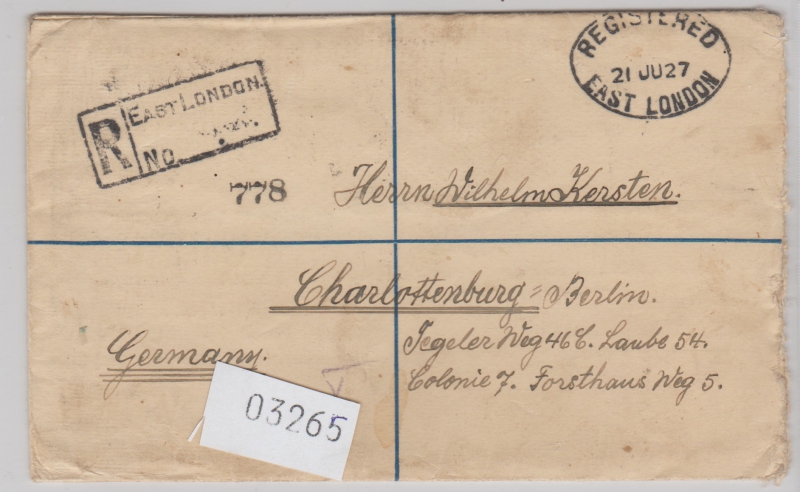 REGISTERED
21 JU 27
EAST LONDON
R
EAST LONDON.
NO.
778
Herrn Wilhelm Kersten.
Charlottenburg=Berlin.
Germany.
Tegeler Weg 46 C. Laube 54.
Colonie 7. Forsthaus Weg 5.
03265